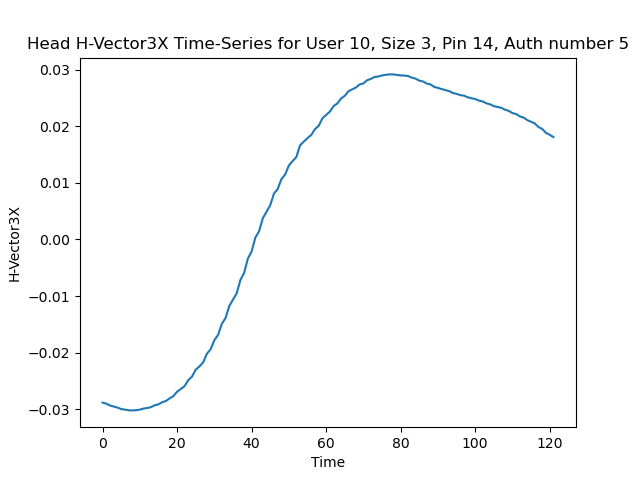 Head H-Vector3X Time-Series for User 10, Size 3, Pin 14, Auth number 5
0.03
0.02
0.01
0.00
−0.01
−0.02
−0.03
H-Vector3X
0 20 40 60 80 100 120
Time